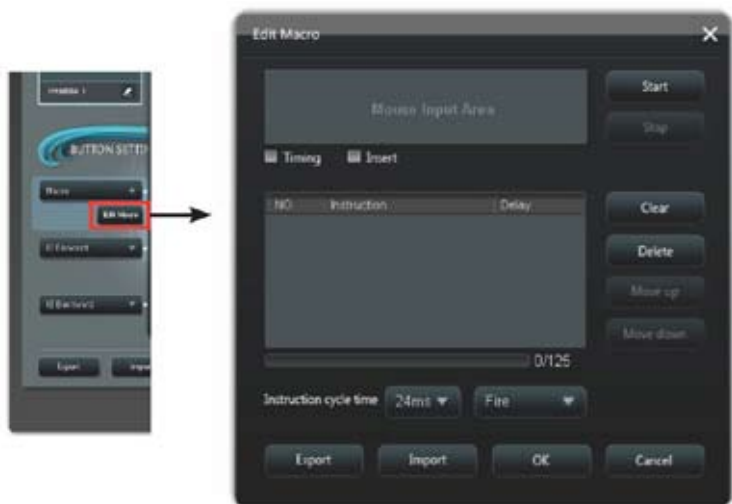 BUTTON SETTIN
Macro
Edit Macro
Export
Edit Macro
Mouse Input Area
Start
Stop
Timing Insert
NO. Instruction Delay
Clear
Delete
Move up
Move down
0/125
Instruction cycle time 24ms Fire
Export Import OK Cancel